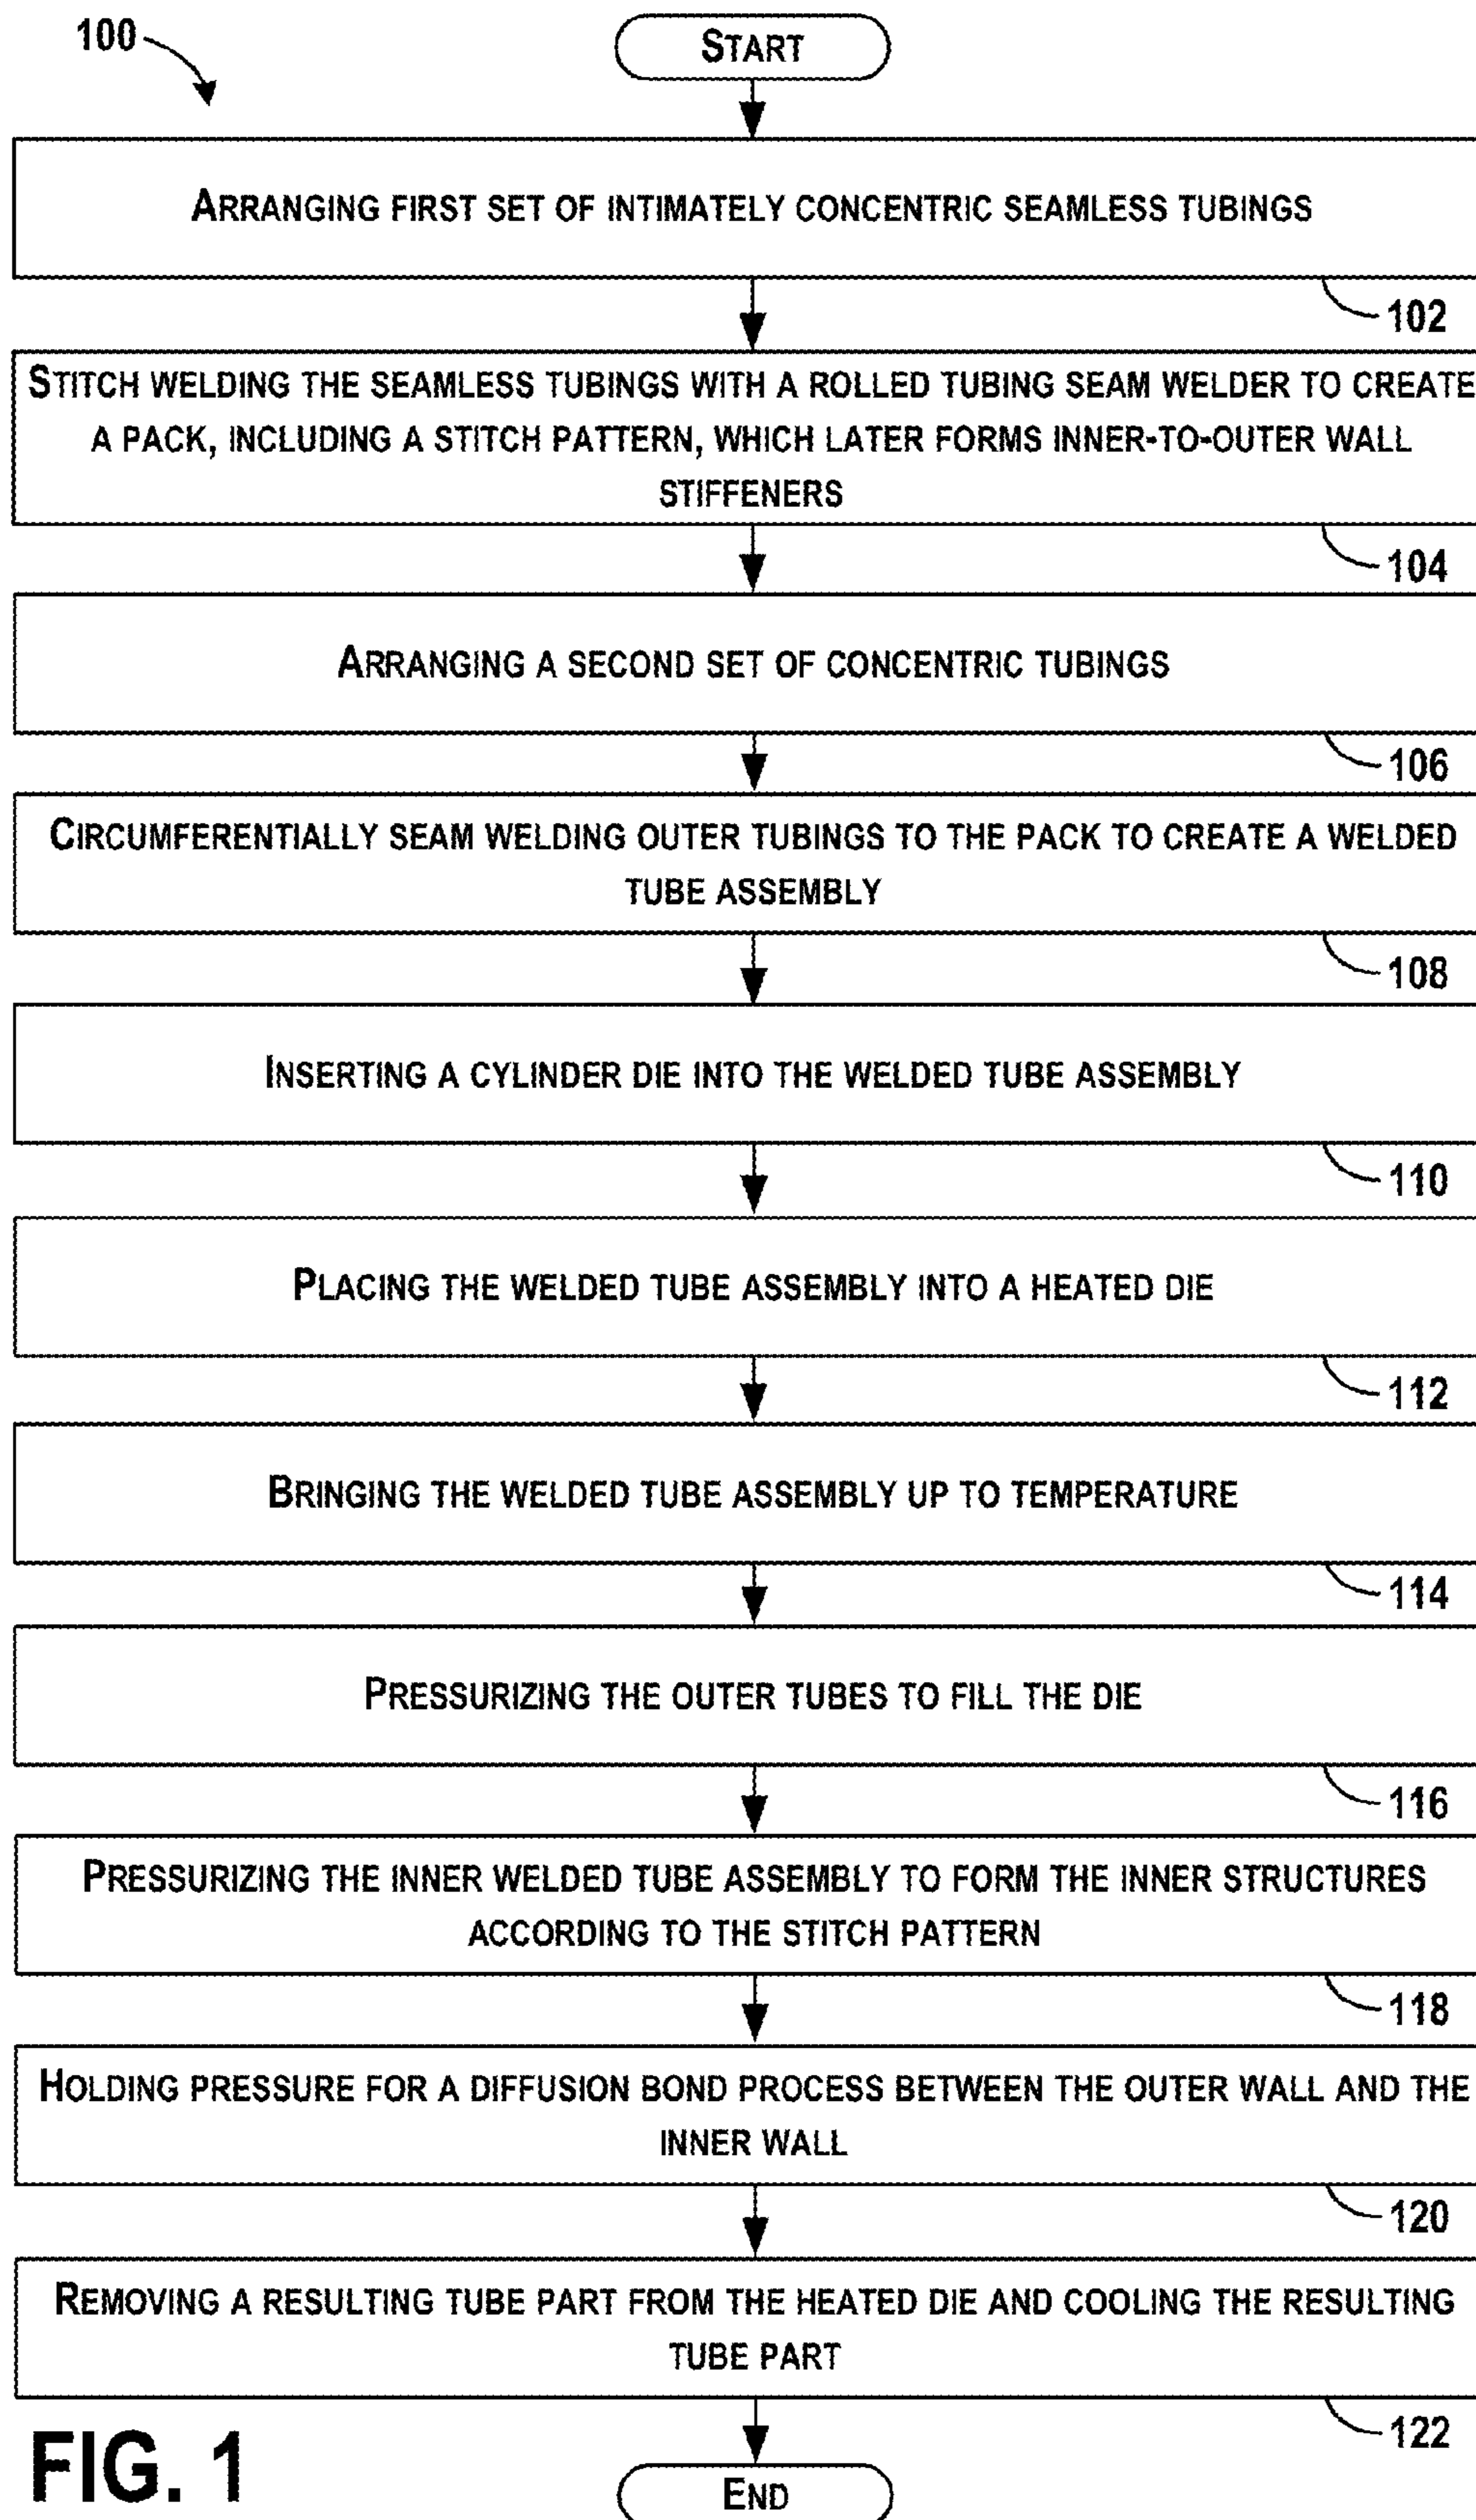 100
START
ARRANGING FIRST SET OF INTIMATELY CONCENTRIC SEAMLESS TUBINGS
102
STITCH WELDING THE SEAMLESS TUBINGS WITH A ROLLED TUBING SEAM WELDER TO CREATE
A PACK, INCLUDING A STITCH PATTERN, WHICH LATER FORMS INNER-TO-OUTER WALL
STIFFENERS
104
ARRANGING A SECOND SET OF CONCENTRIC TUBINGS
106
CIRCUMFERENTIALLY SEAM WELDING OUTER TUBINGS TO THE PACK TO CREATE A WELDED
TUBE ASSEMBLY
108
INSERTING A CYLINDER DIE INTO THE WELDED TUBE ASSEMBLY
110
PLACING THE WELDED TUBE ASSEMBLY INTO A HEATED DIE
112
BRINGING THE WELDED TUBE ASSEMBLY UP TO TEMPERATURE
114
PRESSURIZING THE OUTER TUBES TO FILL THE DIE
116
PRESSURIZING THE INNER WELDED TUBE ASSEMBLY TO FORM THE INNER STRUCTURES
ACCORDING TO THE STITCH PATTERN
118
HOLDING PRESSURE FOR A DIFFUSION BOND PROCESS BETWEEN THE OUTER WALL AND THE
INNER WALL
120
REMOVING A RESULTING TUBE PART FROM THE HEATED DIE AND COOLING THE RESULTING
TUBE PART
122
FIG. 1
END